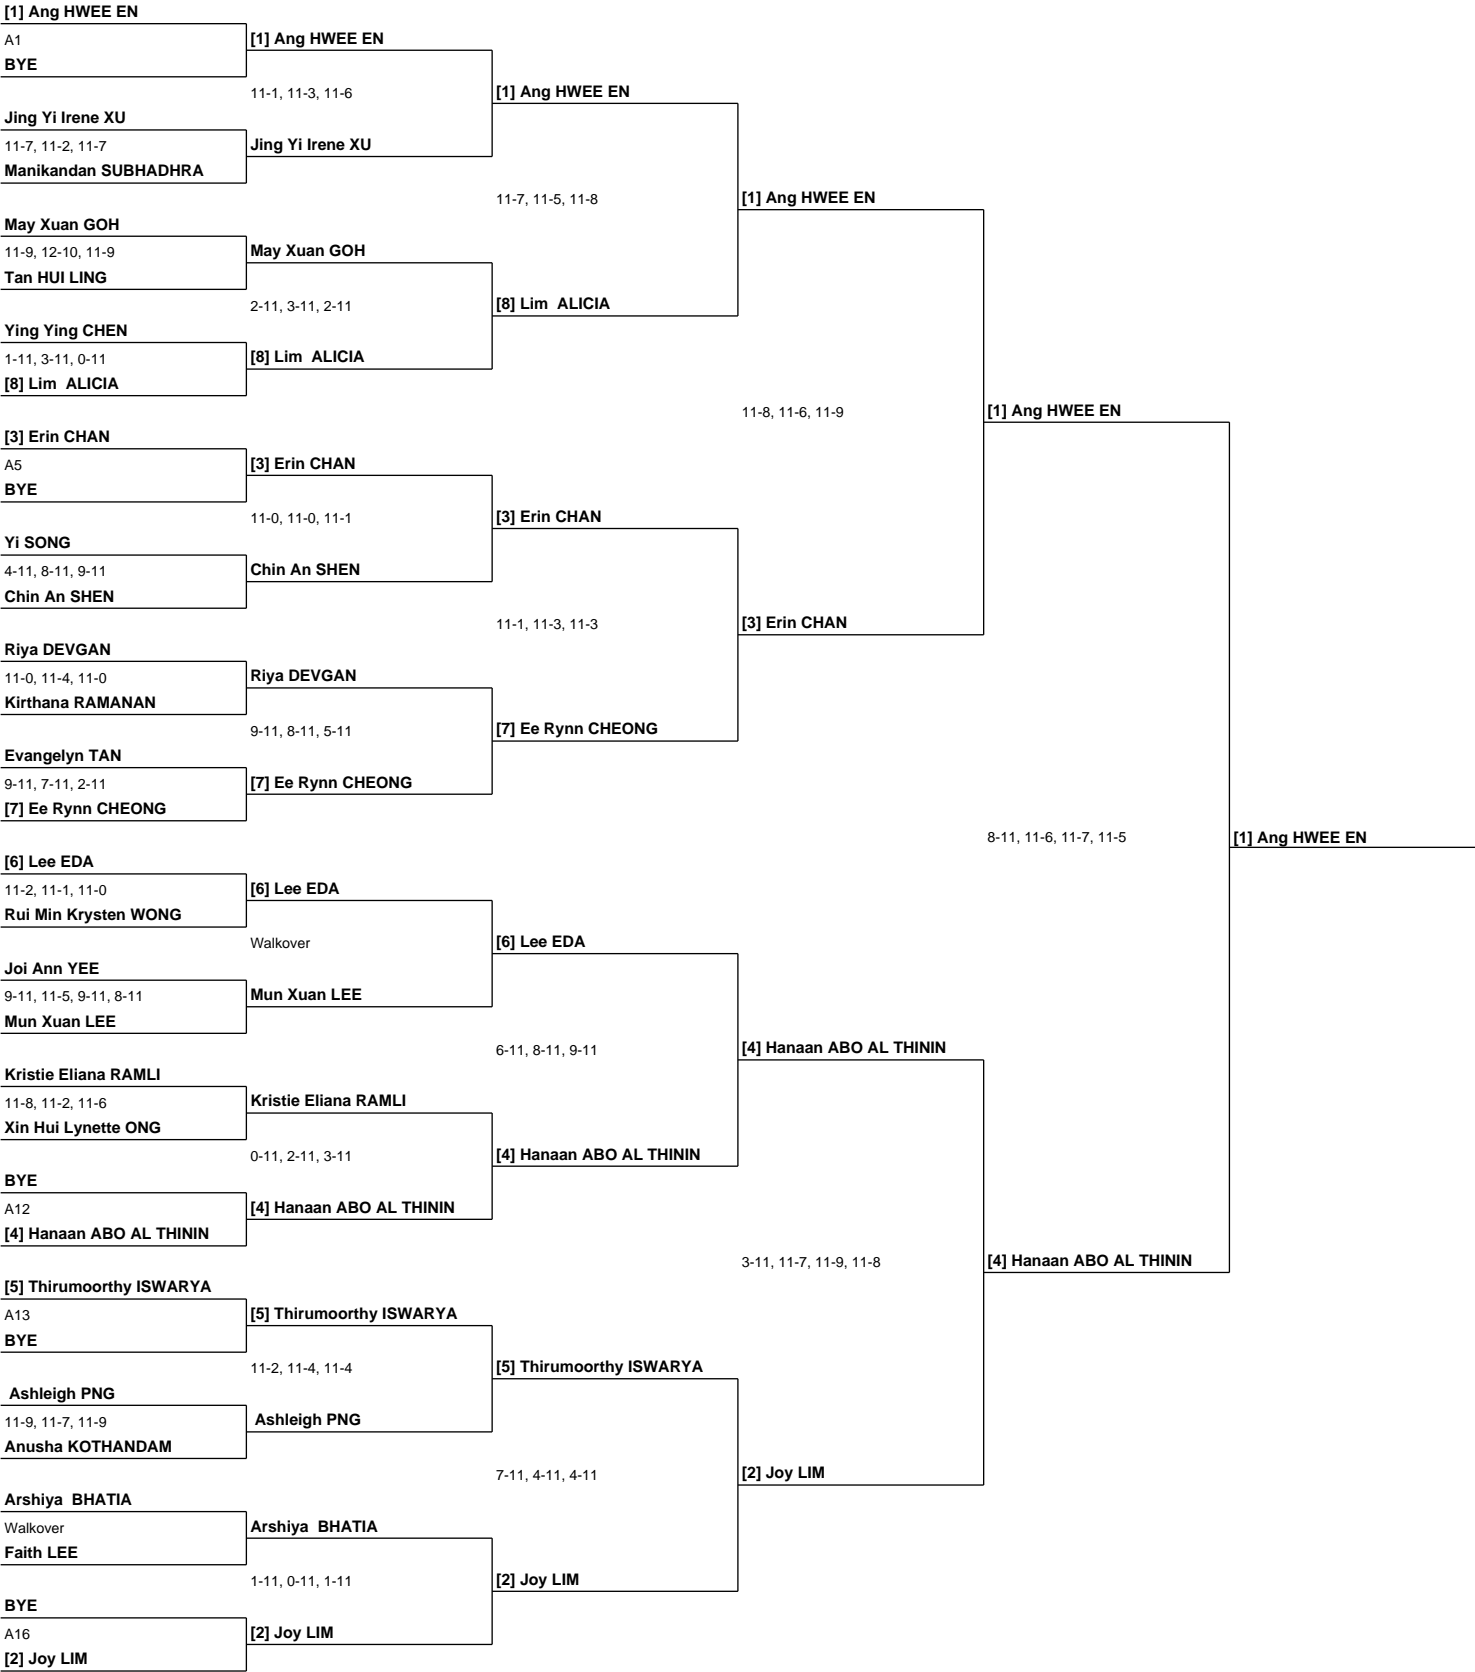 [1] Ang HWEE EN
A1
[1] Ang HWEE EN
BYE
11-1, 11-3, 11-6
[1] Ang HWEE EN
Jing Yi Irene XU
11-7, 11-2, 11-7
Jing Yi Irene XU
Manikandan SUBHADHRA
11-7, 11-5, 11-8
[1] Ang HWEE EN
May Xuan GOH
11-9, 12-10, 11-9
May Xuan GOH
Tan HUI LING
2-11, 3-11, 2-11
[8] Lim  ALICIA
Ying Ying CHEN
1-11, 3-11, 0-11
[8] Lim  ALICIA
[8] Lim  ALICIA
11-8, 11-6, 11-9
[1] Ang HWEE EN
[3] Erin CHAN
A5
[3] Erin CHAN
BYE
11-0, 11-0, 11-1
[3] Erin CHAN
Yi SONG
4-11, 8-11, 9-11
Chin An SHEN
Chin An SHEN
11-1, 11-3, 11-3
[3] Erin CHAN
Riya DEVGAN
11-0, 11-4, 11-0
Riya DEVGAN
Kirthana RAMANAN
9-11, 8-11, 5-11
[7] Ee Rynn CHEONG
Evangelyn TAN
9-11, 7-11, 2-11
[7] Ee Rynn CHEONG
[7] Ee Rynn CHEONG
8-11, 11-6, 11-7, 11-5
[1] Ang HWEE EN
[6] Lee EDA
11-2, 11-1, 11-0
[6] Lee EDA
Rui Min Krysten WONG
Walkover
[6] Lee EDA
Joi Ann YEE
9-11, 11-5, 9-11, 8-11
Mun Xuan LEE
Mun Xuan LEE
6-11, 8-11, 9-11
[4] Hanaan ABO AL THININ
Kristie Eliana RAMLI
11-8, 11-2, 11-6
Kristie Eliana RAMLI
Xin Hui Lynette ONG
0-11, 2-11, 3-11
[4] Hanaan ABO AL THININ
BYE
A12
[4] Hanaan ABO AL THININ
[4] Hanaan ABO AL THININ
3-11, 11-7, 11-9, 11-8
[4] Hanaan ABO AL THININ
[5] Thirumoorthy ISWARYA
A13
[5] Thirumoorthy ISWARYA
BYE
11-2, 11-4, 11-4
[5] Thirumoorthy ISWARYA
Ashleigh PNG
11-9, 11-7, 11-9
Ashleigh PNG
Anusha KOTHANDAM
7-11, 4-11, 4-11
[2] Joy LIM
Arshiya  BHATIA
Walkover
Arshiya  BHATIA
Faith LEE
1-11, 0-11, 1-11
[2] Joy LIM
BYE
A16
[2] Joy LIM
[2] Joy LIM